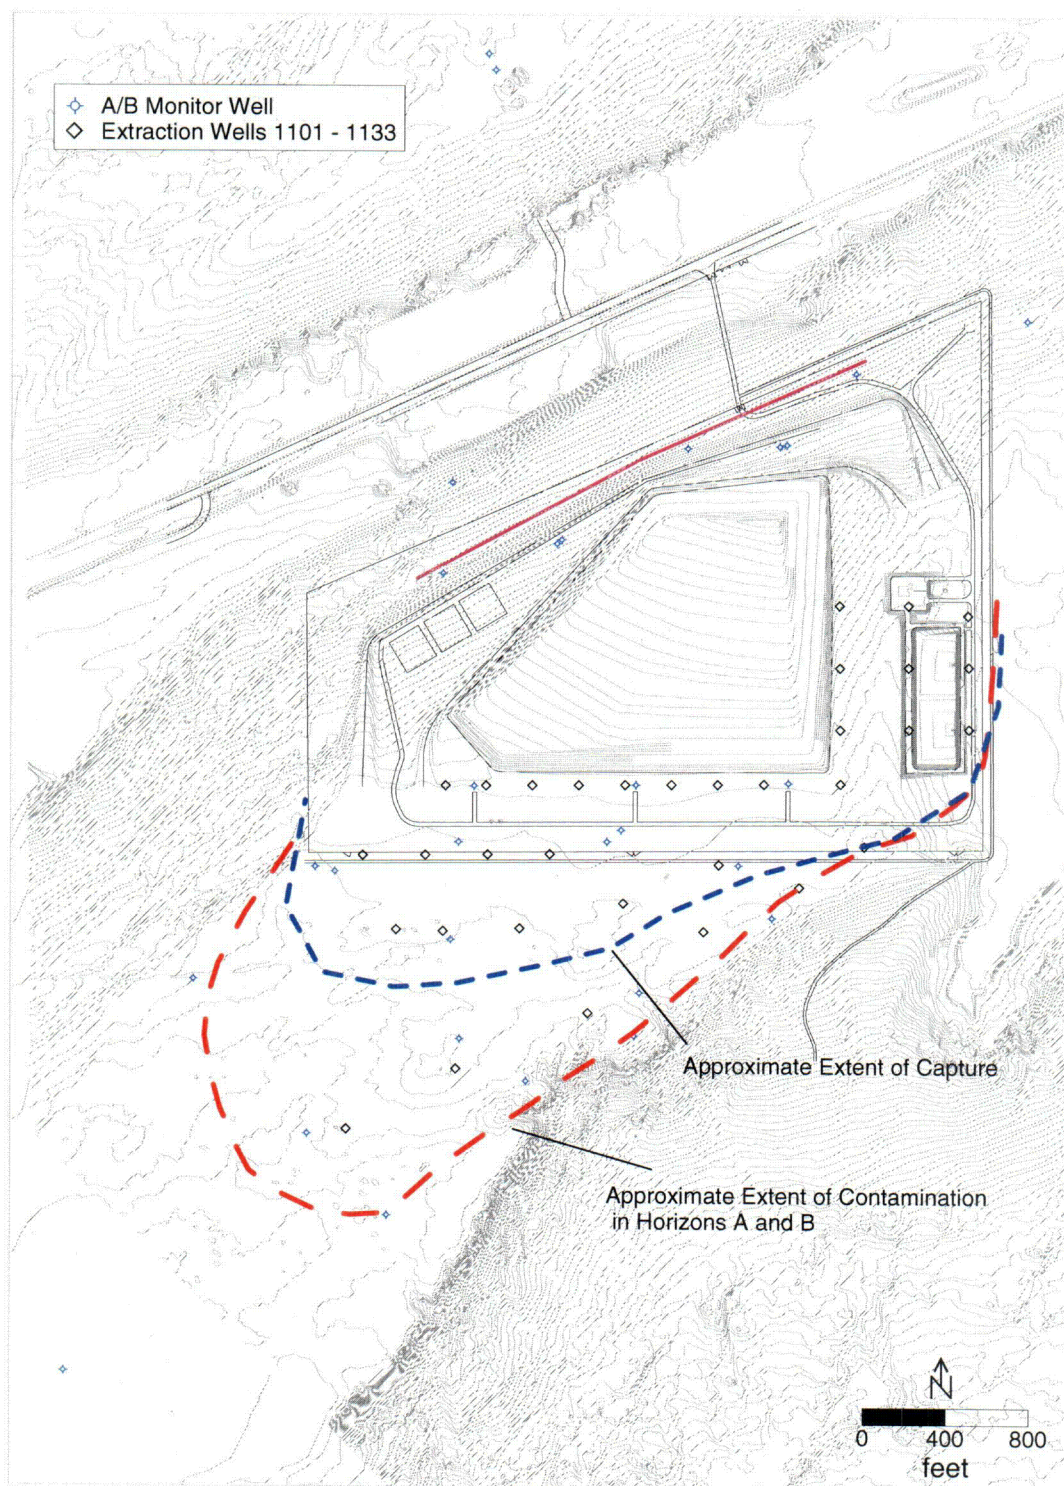 A/B Monitor Well
Extraction Wells 1101 - 1133
Approximate Extent of Capture
Approximate Extent of Contamination
in Horizons A and B
N
0 400 800
feet